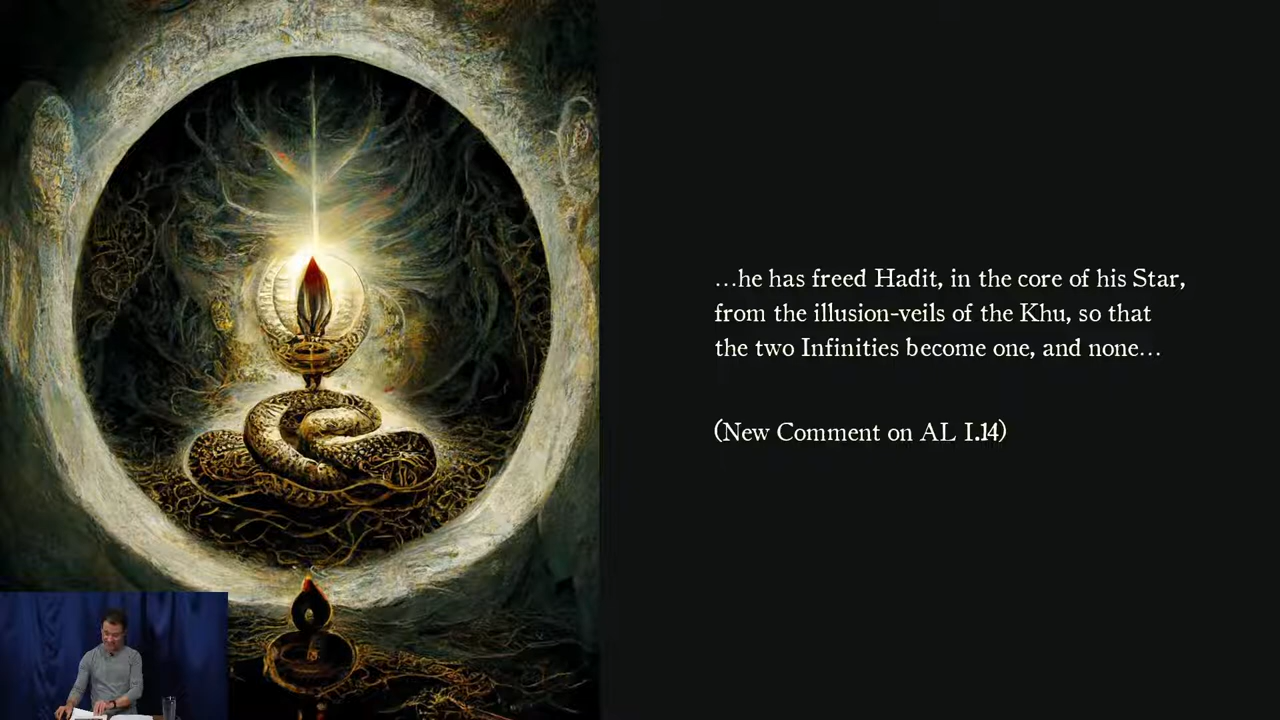 …he has freed Hadit, in the core of his Star,
from the illusion-veils of the Khu, so that
the two Infinities become one, and none…
(New Comment on AL I.14)